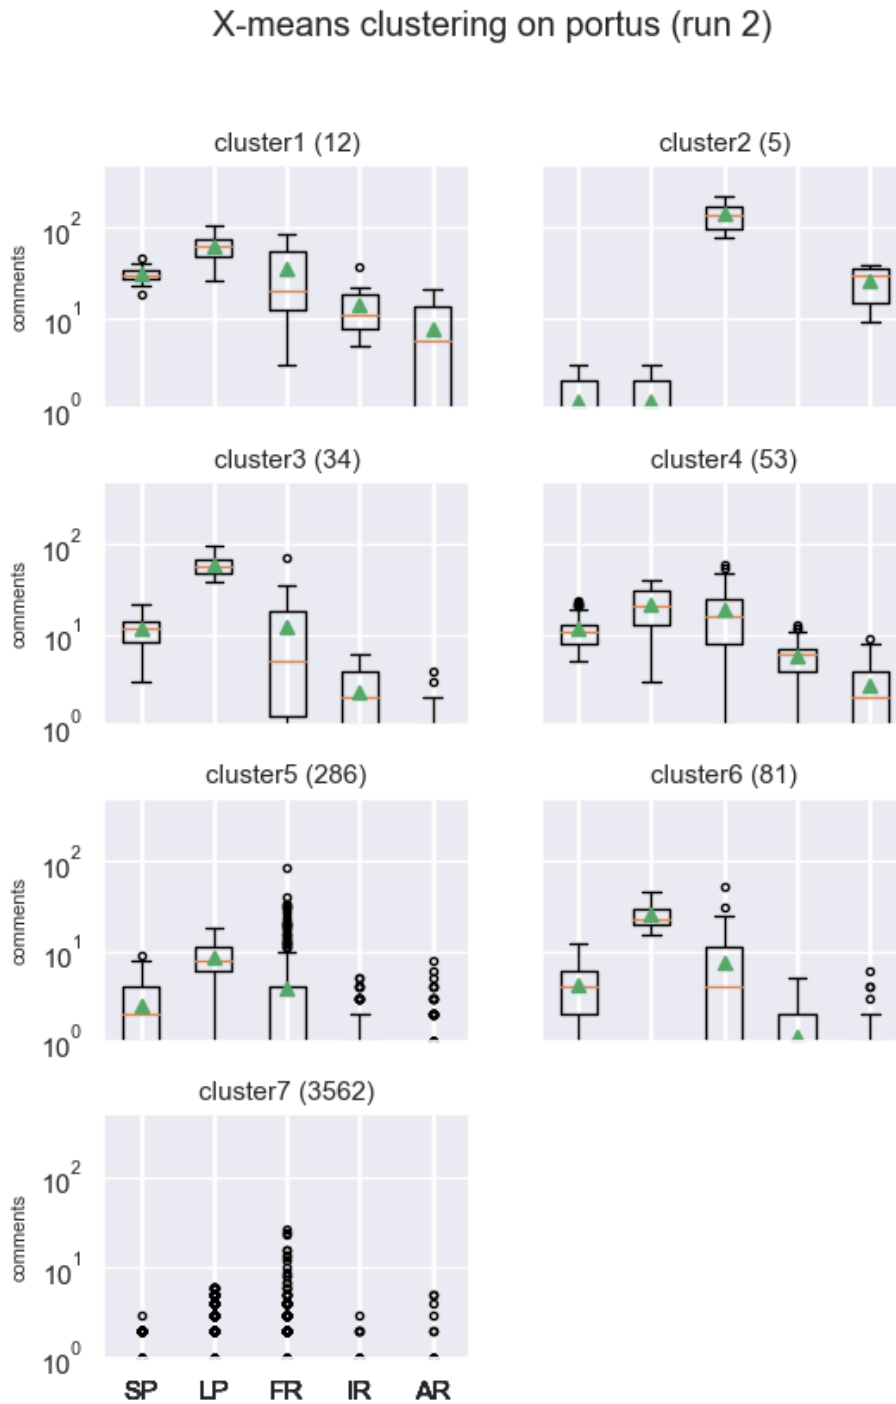 X-means clustering on portus (run 2)
cluster1 (12)
cluster2 (5)
comments
10^2
10^1
10^0
cluster3 (34)
cluster4 (53)
comments
10^2
10^1
10^0
cluster5 (286)
cluster6 (81)
comments
10^2
10^1
10^0
cluster7 (3562)
comments
10^2
10^1
10^0
SP LP FR IR AR